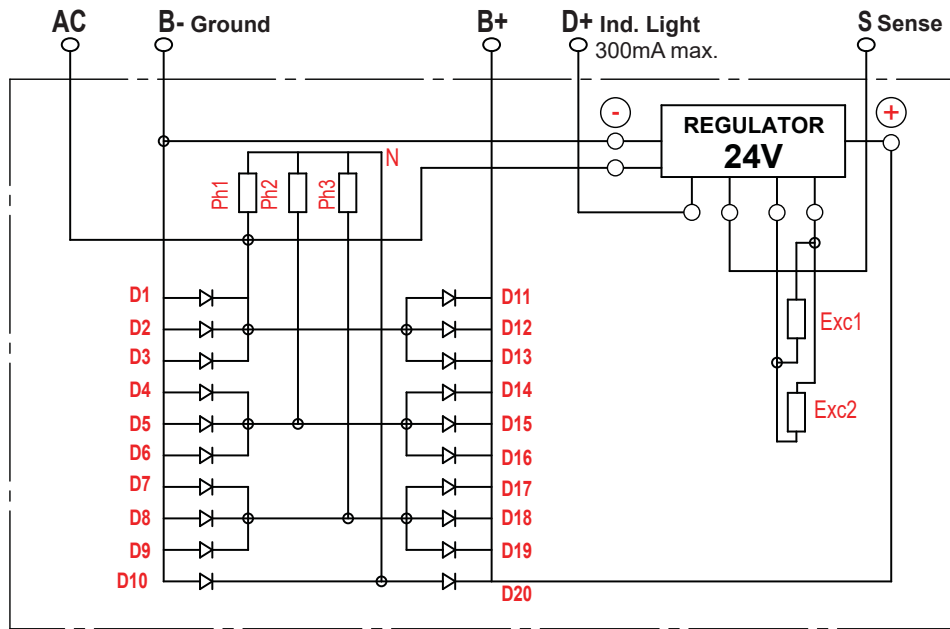 AC
B- Ground
B+
D+ Ind. Light
300mA max.
S Sense
-
+
REGULATOR
24V
N
Ph1
Ph2
Ph3
D1
D2
D3
D4
D5
D6
D7
D8
D9
D10
D11
D12
D13
D14
D15
D16
D17
D18
D19
D20
Exc1
Exc2